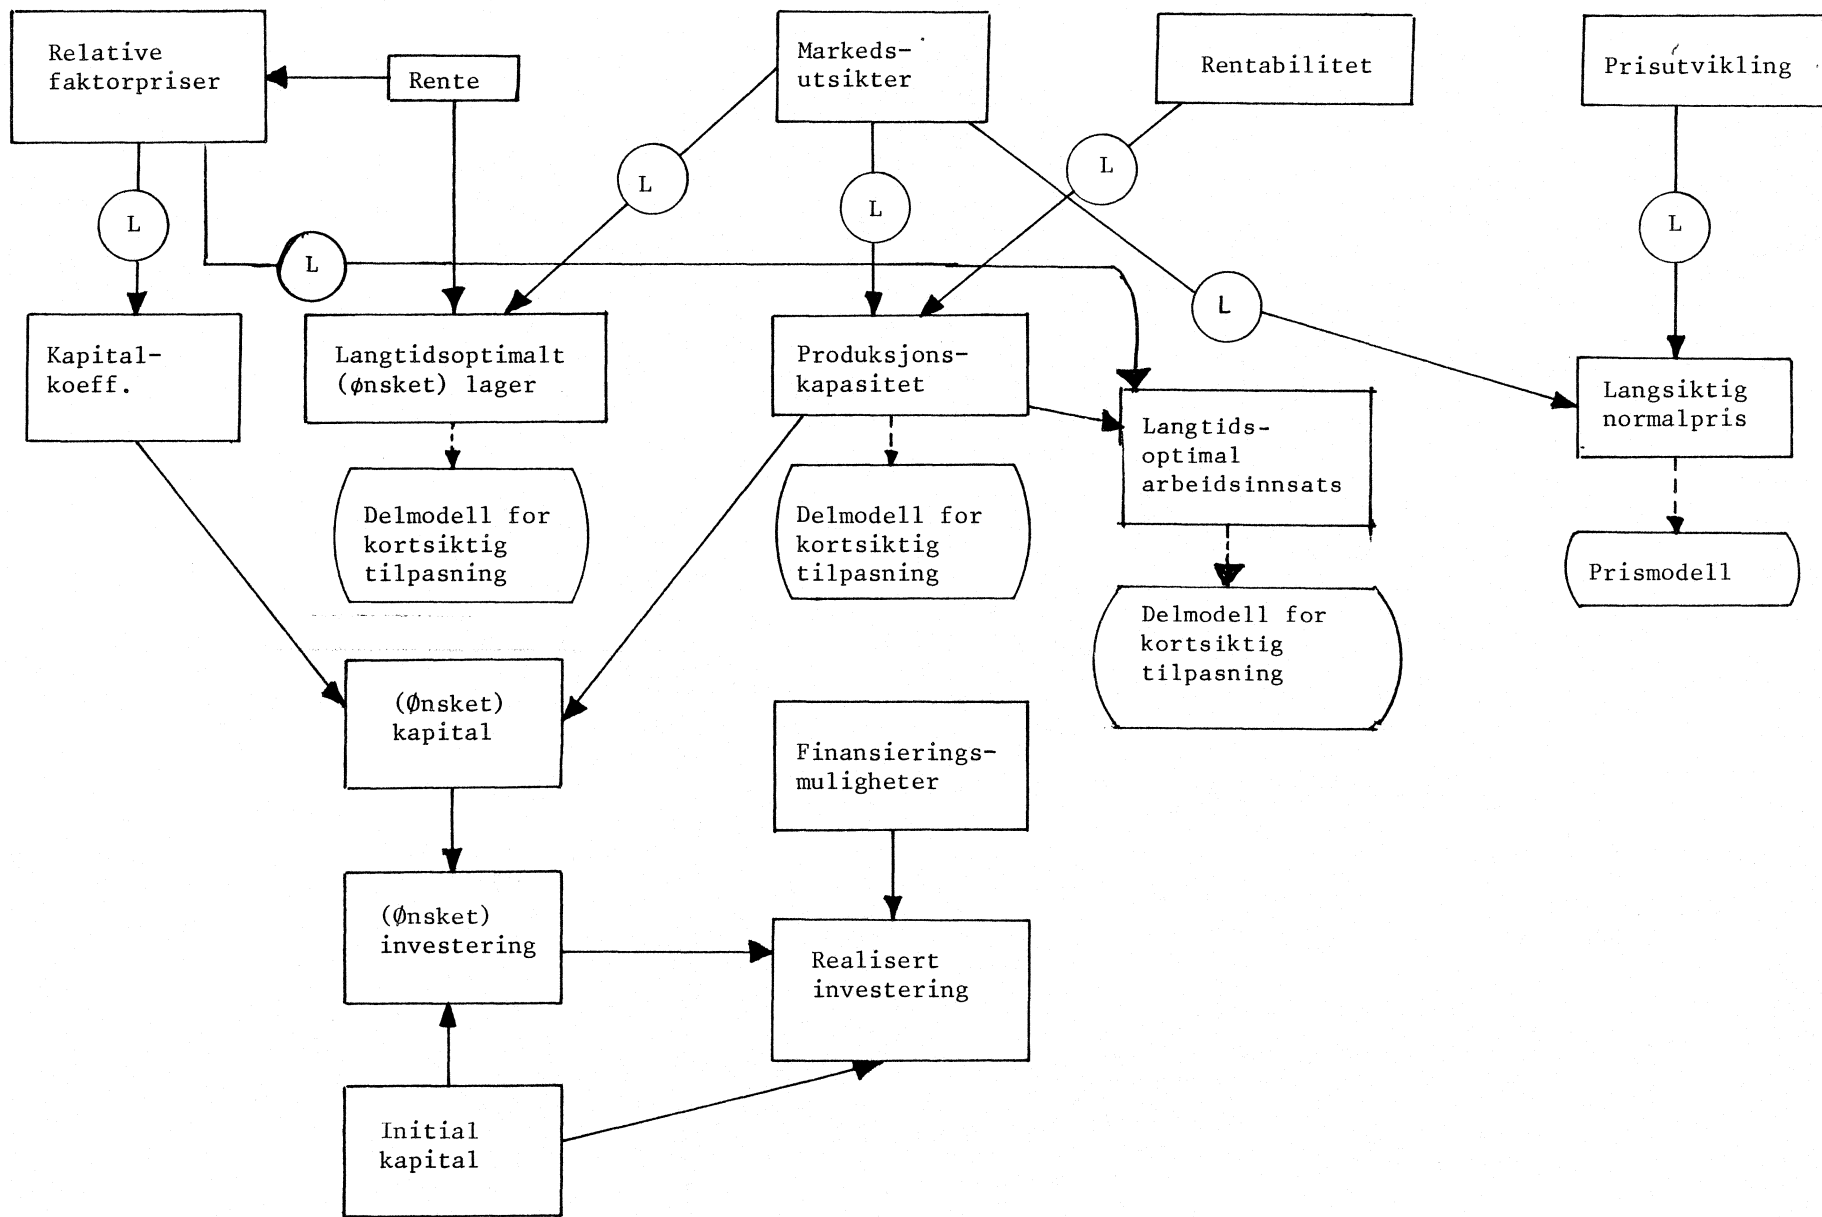 Relative
faktorpriser
Rente
Markeds-
utsikter
Rentabilitet
Prisutvikling
L
L
L
L
L
L
L
Kapital-
koeff.
Langtidsoptimalt
(ønsket) lager
Produksjons-
kapasitet
Langtids-
optimal
arbeidsinnsats
Langsiktig
normalpris
Delmodell for
kortsiktig
tilpasning
Delmodell for
kortsiktig
tilpasning
Delmodell for
kortsiktig
tilpasning
Prismodell
(Ønsket)
kapital
Finansierings-
muligheter
(Ønsket)
investering
Realisert
investering
Initial
kapital